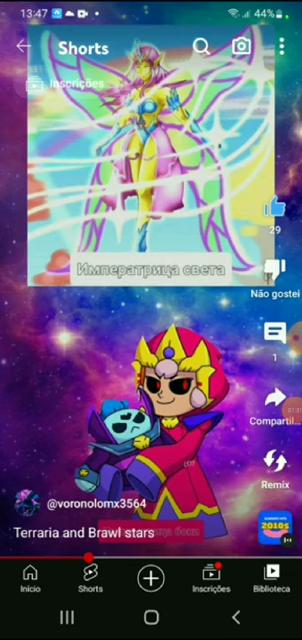 13:47
44%
Shorts
Inscrições
Императрица света
29
Não gostei
1
Compartil...
Remix
@voronolomx3564
Terraria and Brawl stars
2010s
Início
Shorts
Inscrições
Biblioteca